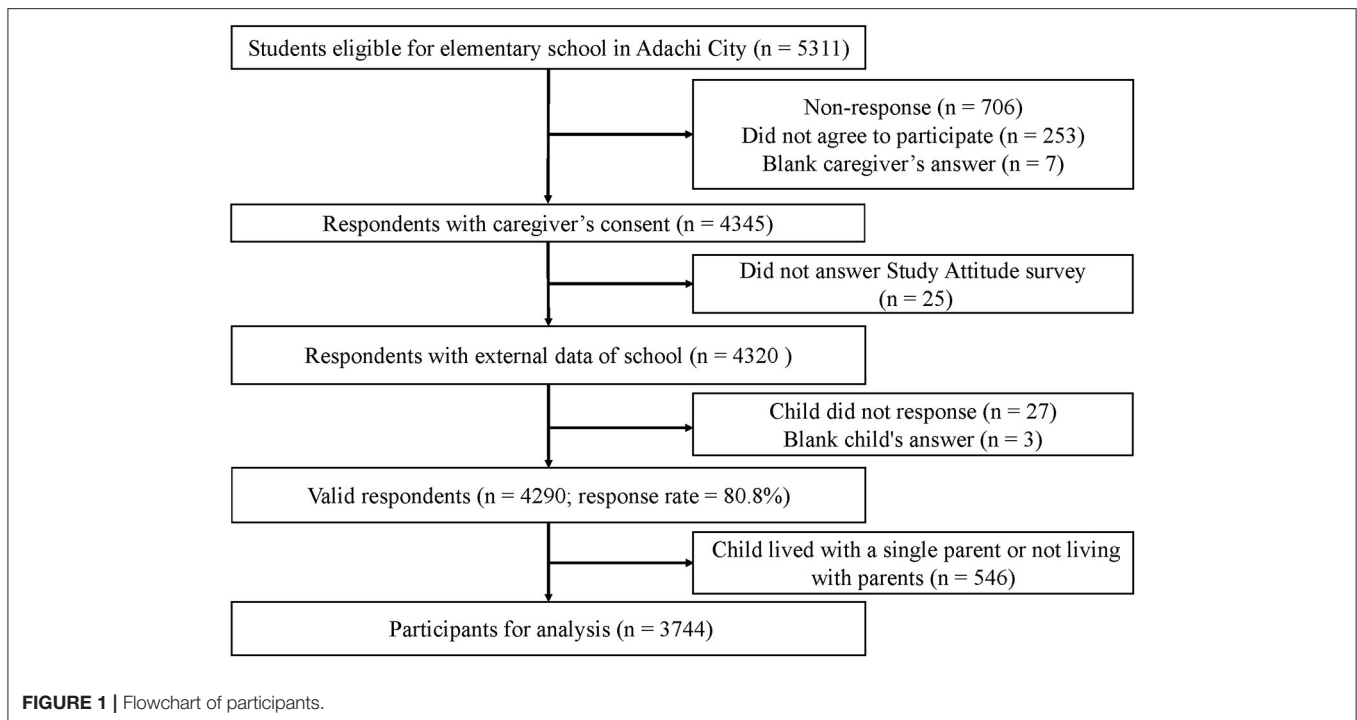 Students eligible for elementary school in Adachi City (n = 5311)
Non-response (n = 706)
Did not agree to participate (n = 253)
Blank caregiver’s answer (n = 7)
Respondents with caregiver’s consent (n = 4345)
Did not answer Study Attitude survey
(n = 25)
Respondents with external data of school (n = 4320 )
Child did not response (n = 27)
Blank child's answer (n = 3)
Valid respondents (n = 4290; response rate = 80.8%)
Child lived with a single parent or not living
with parents (n = 546)
Participants for analysis (n = 3744)
FIGURE 1 | Flowchart of participants.